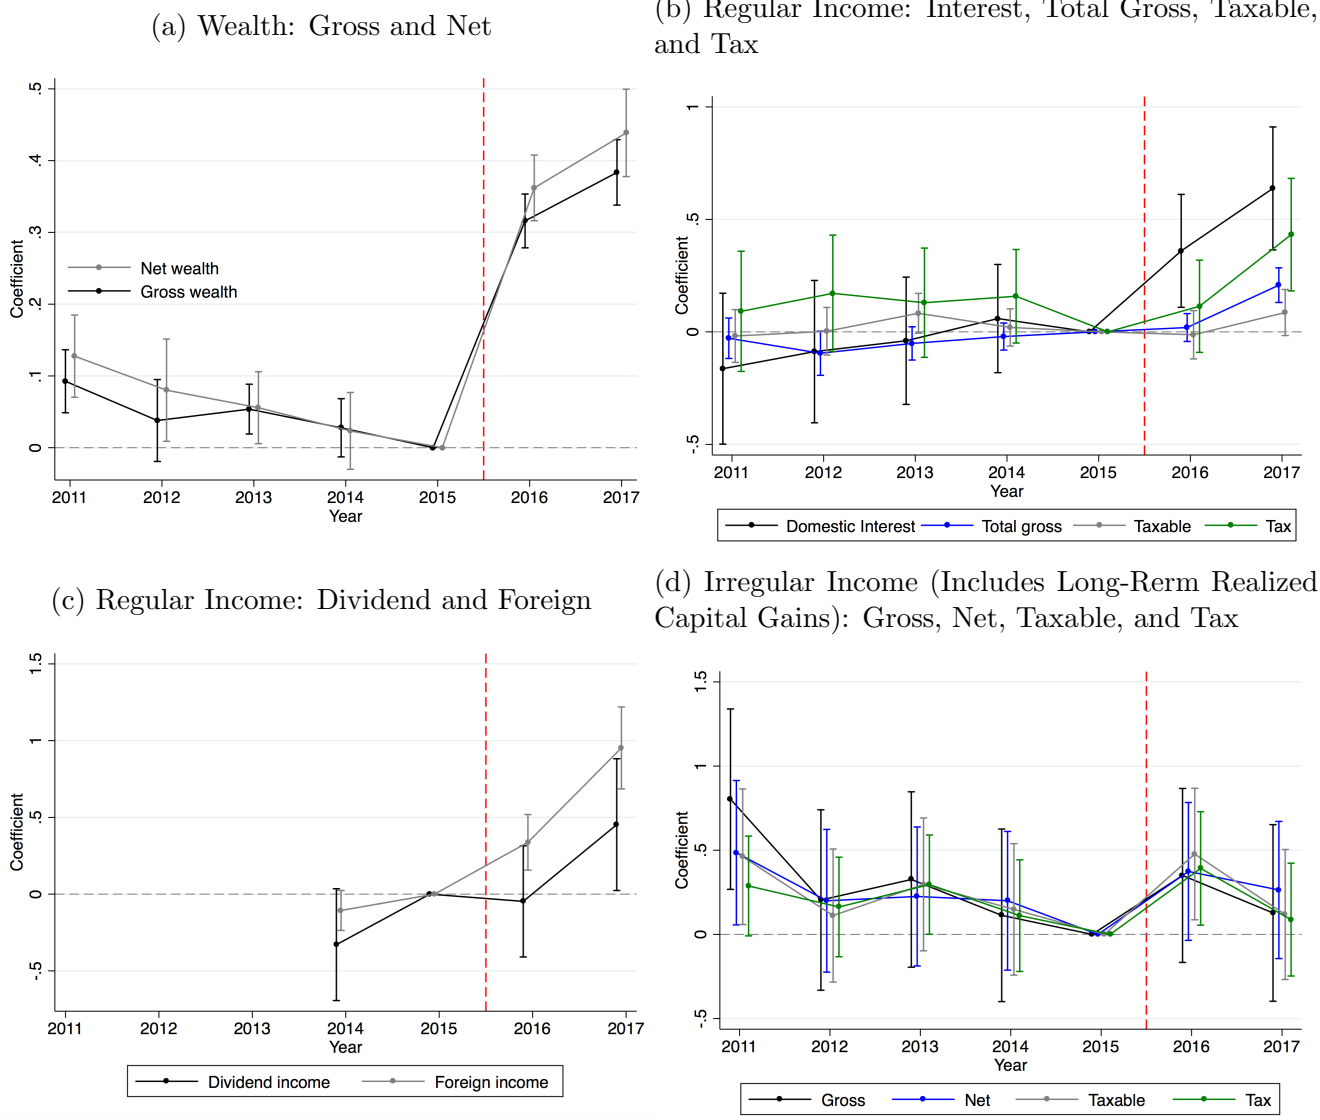 (a) Wealth: Gross and Net
.5
.4
.3
.2
.1
0
Coefficient
Net wealth
Gross wealth
2011 2012 2013 2014 2015 2016 2017
Year
(b) Regular Income: Interest, Total Gross, Taxable,
and Tax
1
.5
0
-.5
Coefficient
2011 2012 2013 2014 2015 2016 2017
Year
Domestic Interest Total gross Taxable Tax
(c) Regular Income: Dividend and Foreign
1.5
1
.5
0
-.5
Coefficient
2011 2012 2013 2014 2015 2016 2017
Year
Dividend income Foreign income
(d) Irregular Income (Includes Long-Rerm Realized
Capital Gains): Gross, Net, Taxable, and Tax
1.5
1
.5
0
-.5
Coefficient
2011 2012 2013 2014 2015 2016 2017
Year
Gross Net Taxable Tax